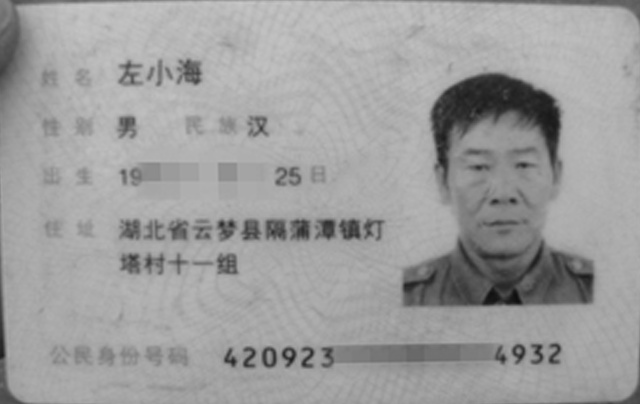 姓名 左小海
性别 男 民族 汉
出生 19 25 日
住址 湖北省云梦县隔蒲潭镇灯
塔村十一组
公民身份号码 420923 4932